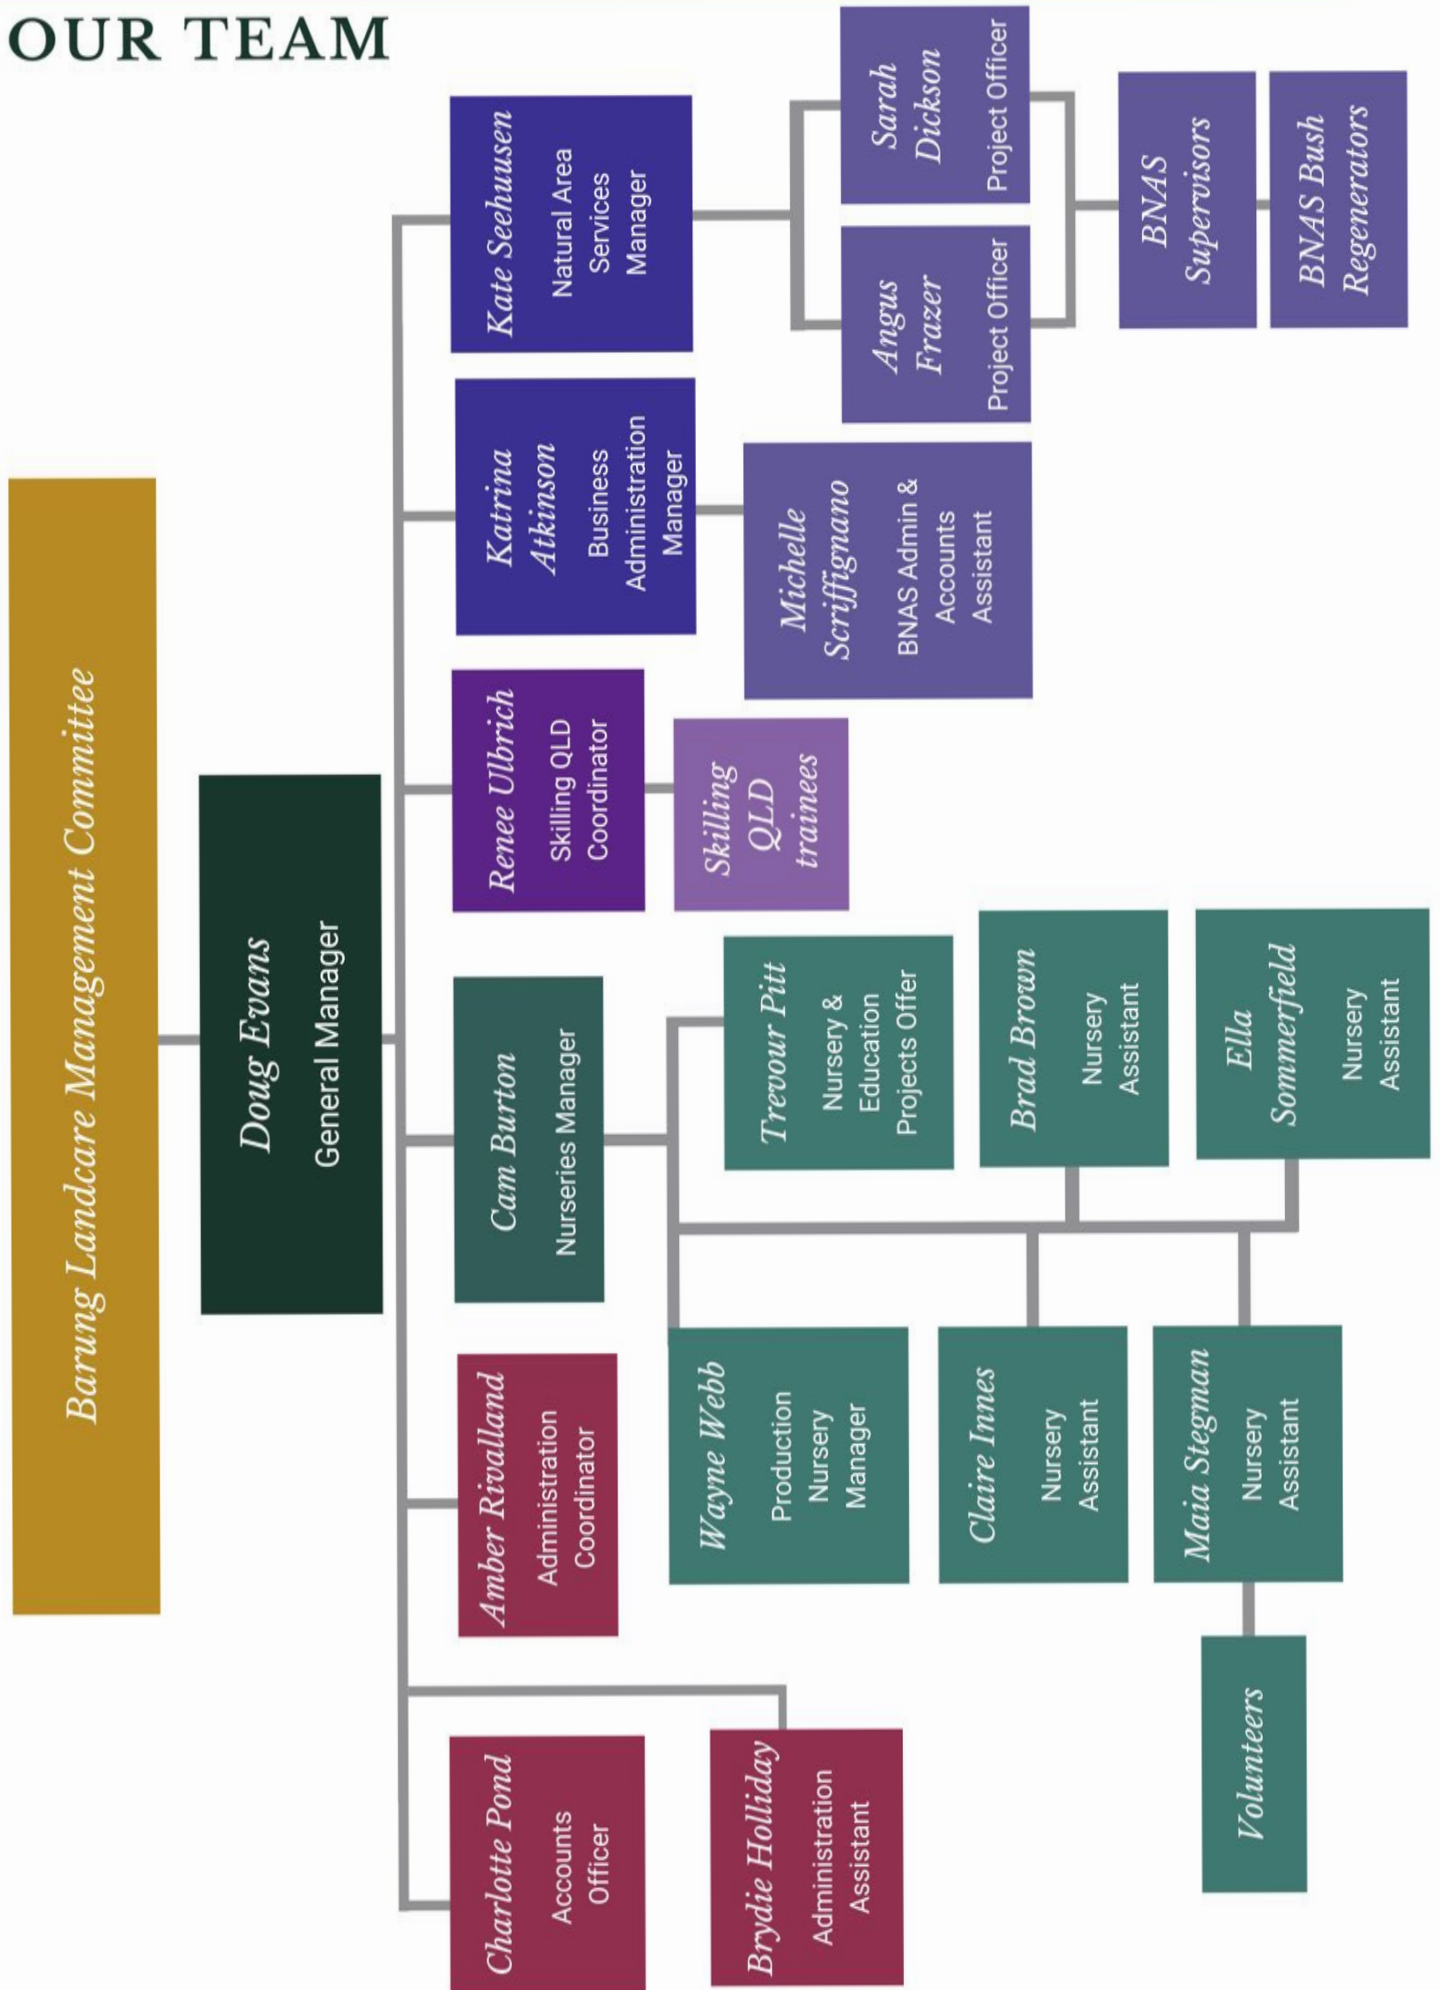 OUR TEAM
Barung Landcare Management Committee
Doug Evans
General Manager
Charlotte Pond
Accounts
Officer
Brydie Holliday
Administration
Assistant
Amber Rivalland
Administration
Coordinator
Cam Burton
Nurseries Manager
Wayne Webb
Production
Nursery
Manager
Trevour Pitt
Nursery &
Education
Projects Offer
Claire Innes
Nursery
Assistant
Brad Brown
Nursery
Assistant
Maia Stegman
Nursery
Assistant
Ella
Sommerfield
Nursery
Assistant
Volunteers
Renee Ulbrich
Skilling QLD
Coordinator
Skilling
QLD
trainees
Katrina
Atkinson
Business
Administration
Manager
Michelle
Scriffignano
BNAS Admin &
Accounts
Assistant
Kate Seehuusen
Natural Area
Services
Manager
Angus
Frazer
Project Officer
Sarah
Dickson
Project Officer
BNAS
Supervisors
BNAS Bush
Regenerators